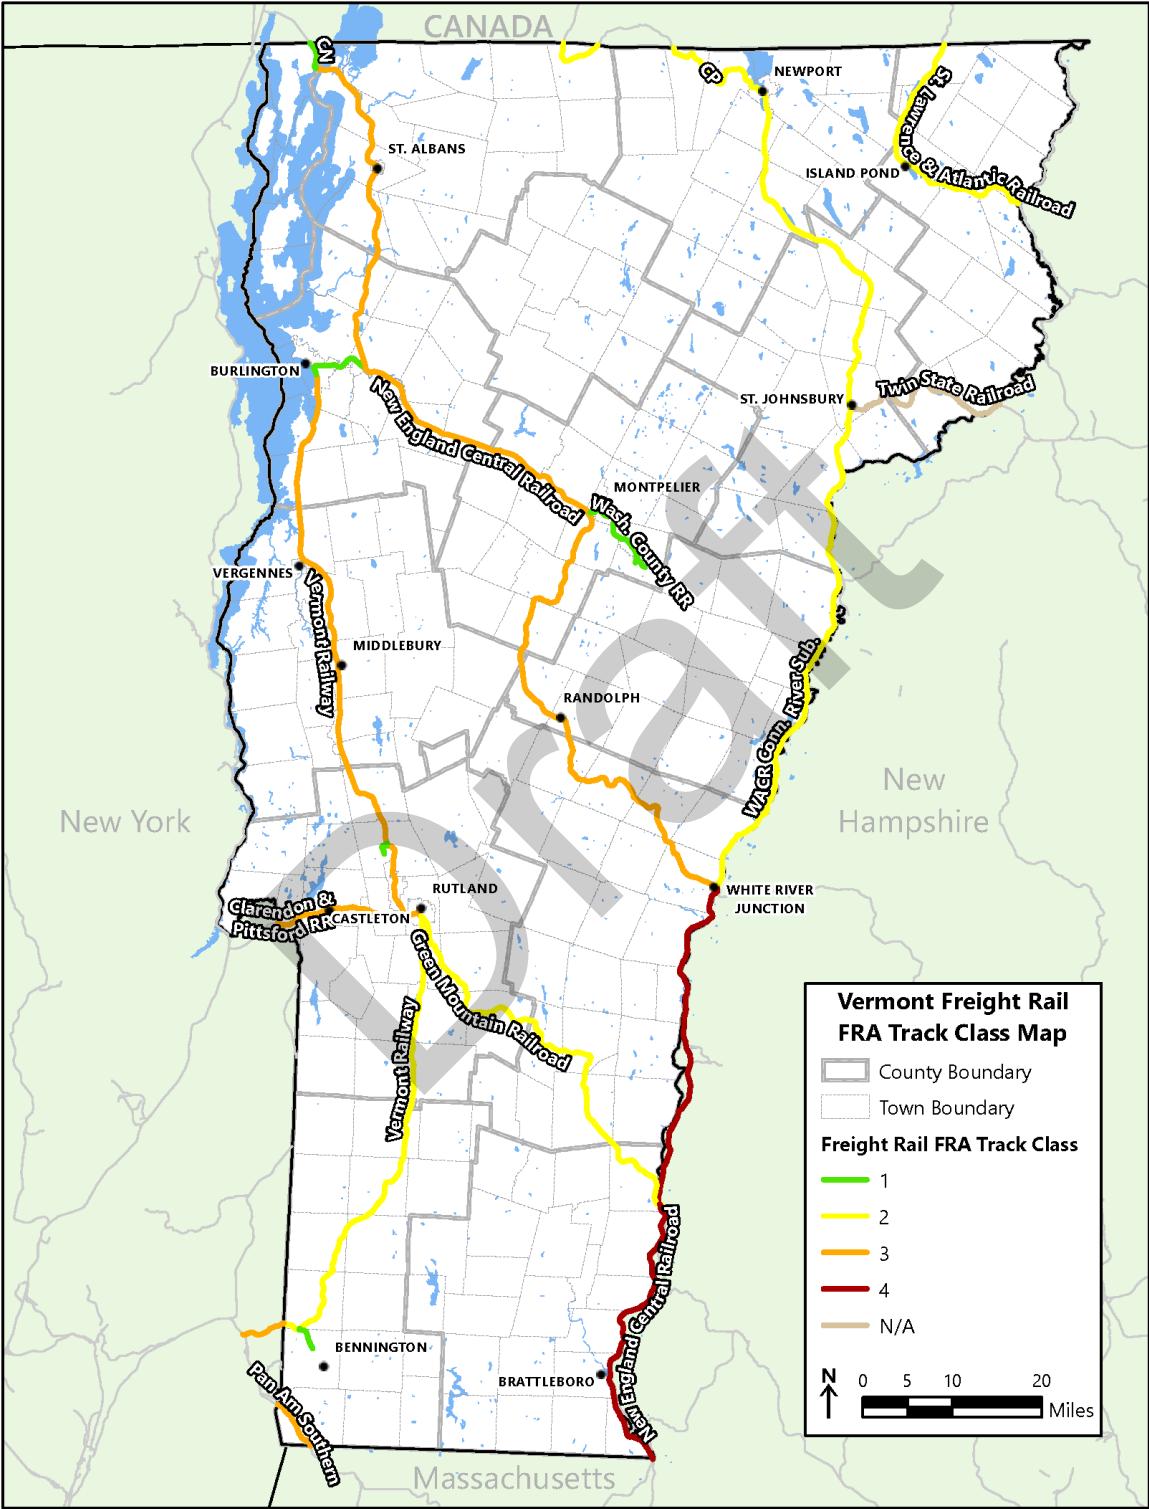 CANADA
CN
CP
NEWPORT
St. Lawrence & Atlantic Railroad
ST. ALBANS
ISLAND POND
BURLINGTON
New England Central Railroad
ST. JOHNSBURY
Twin State Railroad
MONTPELIER
Wash. County RR
VERGENNES
Vermont Railway
MIDDLEBURY
RANDOLPH
WACR Conn. River Sub.
New York
New
Hampshire
Draft
RUTLAND
WHITE RIVER
JUNCTION
Clarendon &
Pittsford RR
CASTLETON
Green Mountain Railroad
Vermont Railway
New England Central Railroad
BENNINGTON
BRATTLEBORO
Pan Am Southern
Massachusetts
Vermont Freight Rail
FRA Track Class Map
County Boundary
Town Boundary
Freight Rail FRA Track Class
1
2
3
4
N/A
N
0 5 10 20
Miles